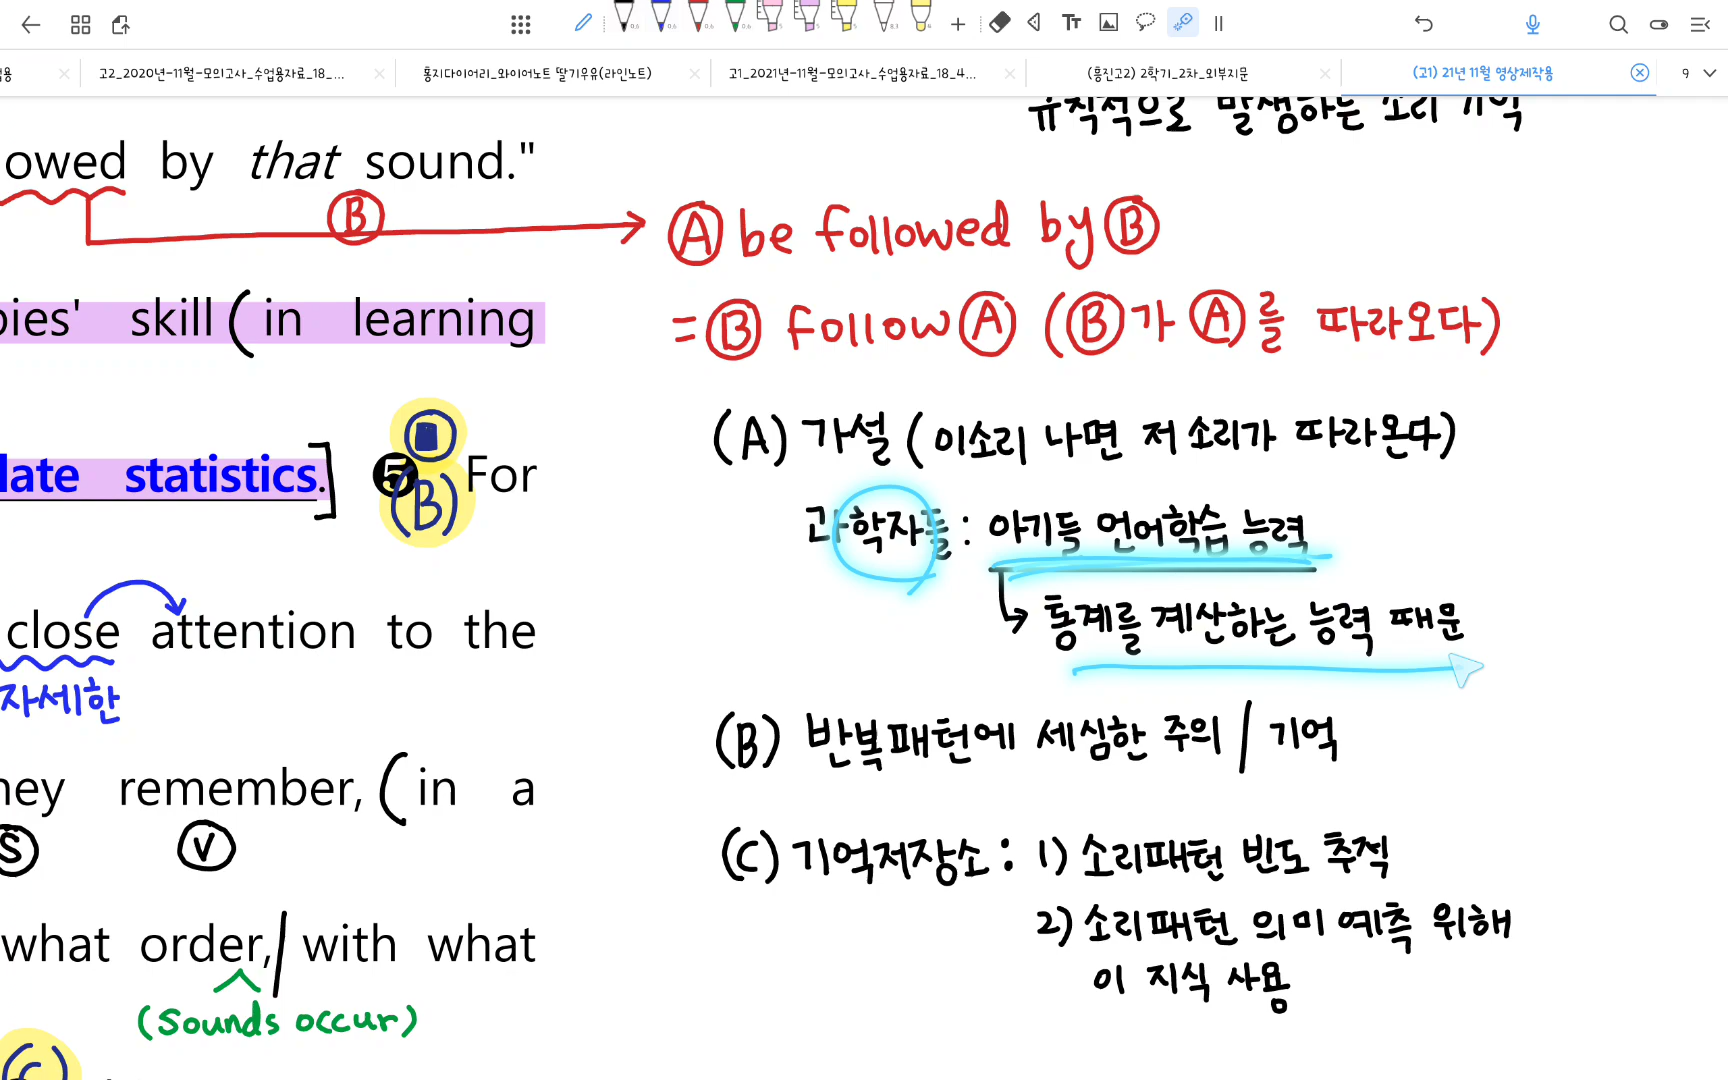 용
고2_2020년-11월-모의고사_수업용자료_18_...
홍지다이어리_와이어노트 딸기우유(라인노트)
고1_2021년-11월-모의고사_수업용자료_18_4...
(홍진고2) 2학기_2차_외부지문
(고1) 21년 11월 영상제작용
9
규칙적으로 발생하는 소리 기억
owed by that sound."
B
A be followed by B
= B follow A (B가 A를 따라오다)
pies' skill (in learning
(A) 가설 (이소리 나면 저 소리가 따라온다)
late statistics.] 5 For
(B)
과학자들 : 아기들 언어학습 능력
↳ 통계를 계산하는 능력 때문
close attention to the
자세한
(B) 반복패턴에 세심한 주의 / 기억
hey remember, (in a
S V
(C) 기억저장소 : 1) 소리패턴 빈도 추적
what order, / with what
2) 소리패턴 의미 예측 위해
이 지식 사용
(sounds occur)
(C)